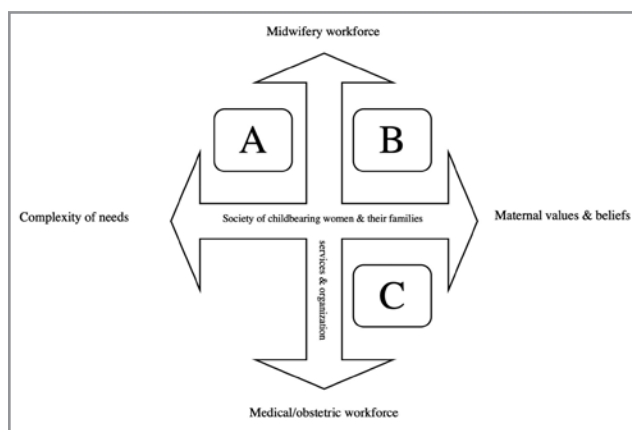 Midwifery workforce
A
B
Complexity of needs
Society of childbearing women & their families
Maternal values & beliefs
services & organization
C
Medical/obstetric workforce